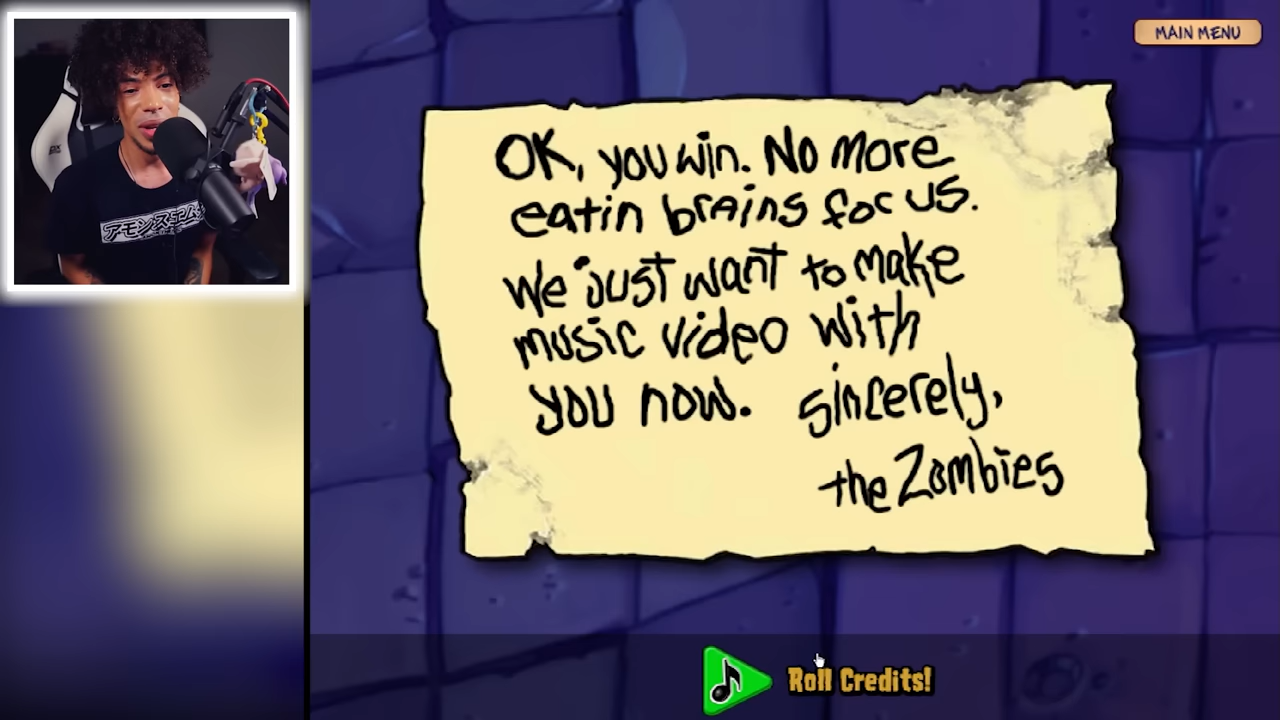 MAIN MENU
OK, you win. No More
eatin brains for us.
We just want to make
music video with
you now. Sincerely,
the Zombies
Roll Credits!